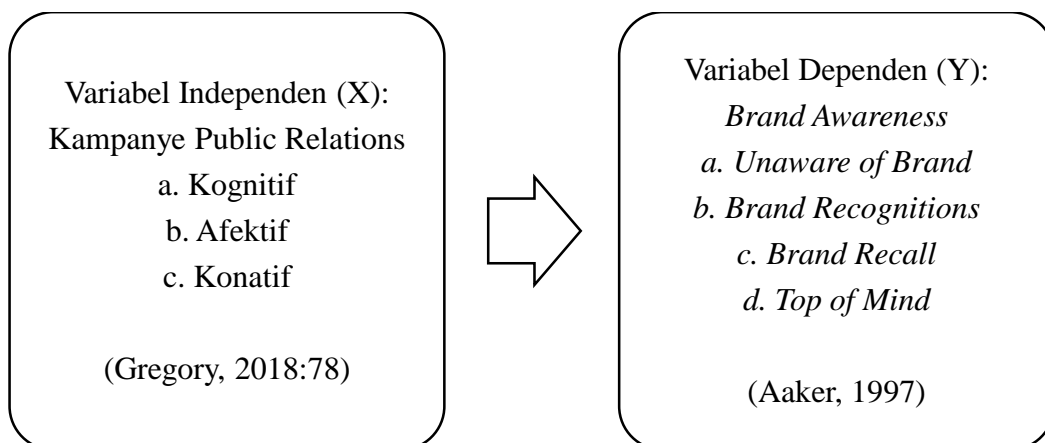 Variabel Independen (X):
Kampanye Public Relations
a. Kognitif
b. Afektif
c. Konatif
(Gregory, 2018:78)
Variabel Dependen (Y):
Brand Awareness
a. Unaware of Brand
b. Brand Recognitions
c. Brand Recall
d. Top of Mind
(Aaker, 1997)